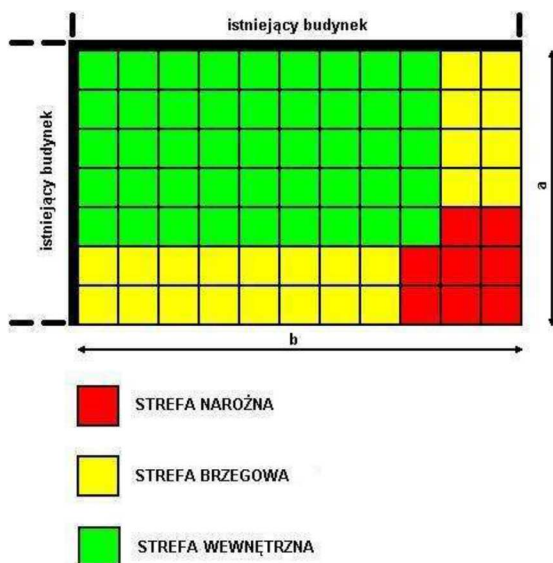 istniejący budynek
istniejący budynek
a
b
STREFA NAROŻNA
STREFA BRZEGOWA
STREFA WEWNĘTRZNA